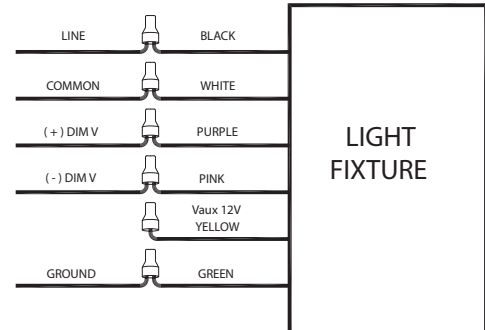 LINE BLACK
COMMON WHITE
( + ) DIM V PURPLE
LIGHT
FIXTURE
( - ) DIM V PINK
Vaux 12V
YELLOW
GROUND GREEN